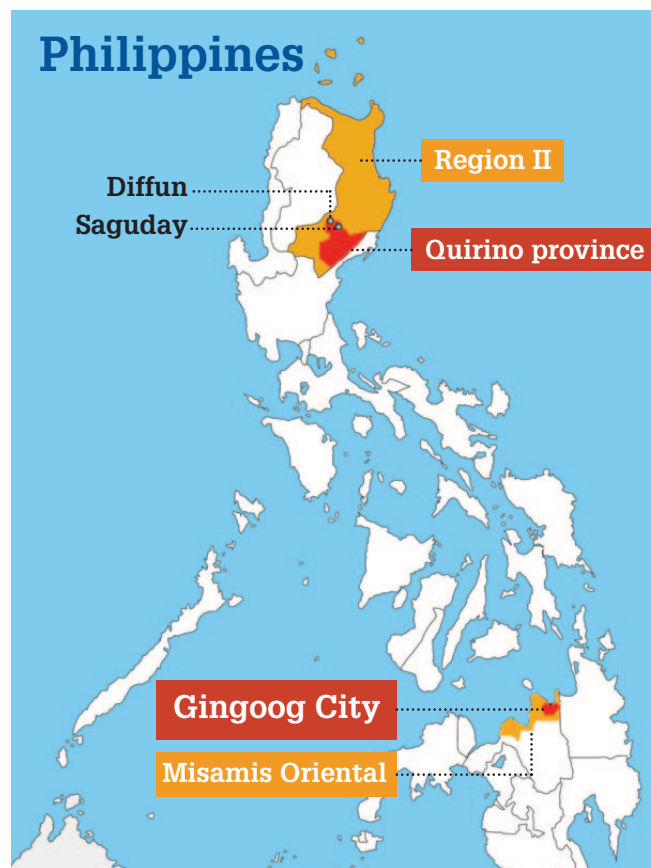 Philippines
Region II
Diffun
Saguday
Quirino province
Gingoog City
Misamis Oriental